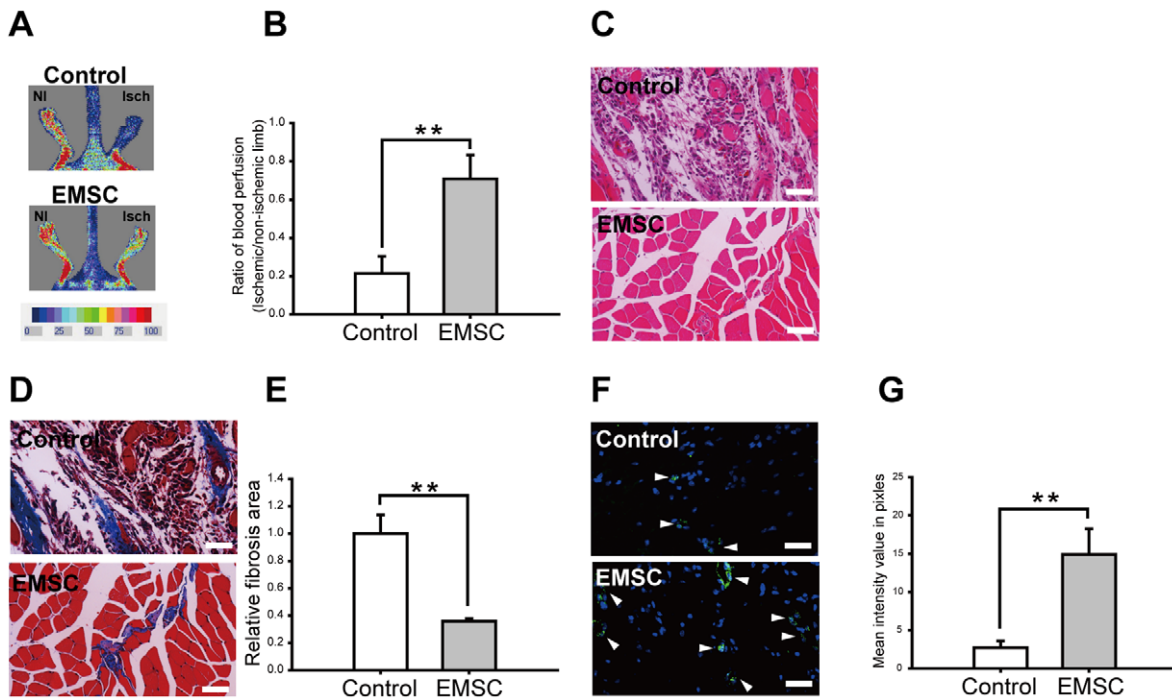 A
Control
NI Isch
EMSC
NI Isch
0 25 50 75 100
B
Ratio of blood perfusion
(Ischemic/non-ischemic limb)
1.0
0.8
0.6
0.4
0.2
0.0
**
Control EMSC
C
Control
EMSC
D
Control
EMSC
E
Relative fibrosis area
1.4
1.2
1.0
0.8
0.6
0.4
0.2
0.0
**
Control EMSC
F
Control
EMSC
G
Mean intensity value in pixles
25
20
15
10
5
0
**
Control EMSC